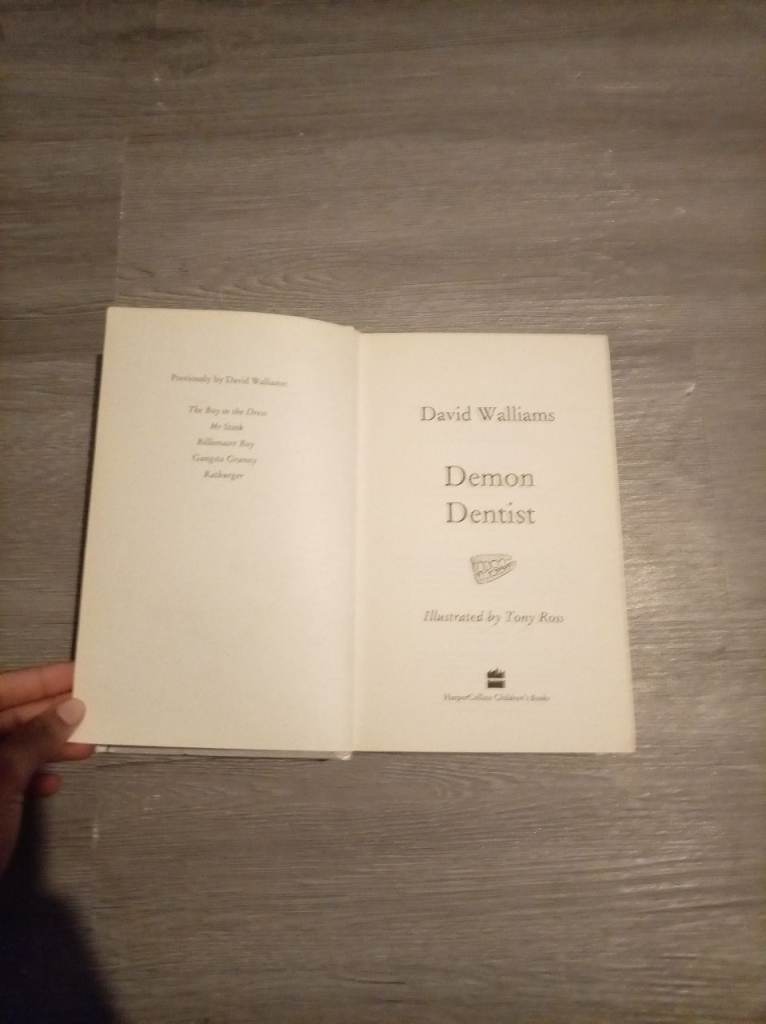 Previously by David Walliams:
The Boy in the Dress
Mr Stink
Billionaire Boy
Gangsta Granny
Ratburger
David Walliams
Demon
Dentist
Illustrated by Tony Ross
HarperCollins Children's Books